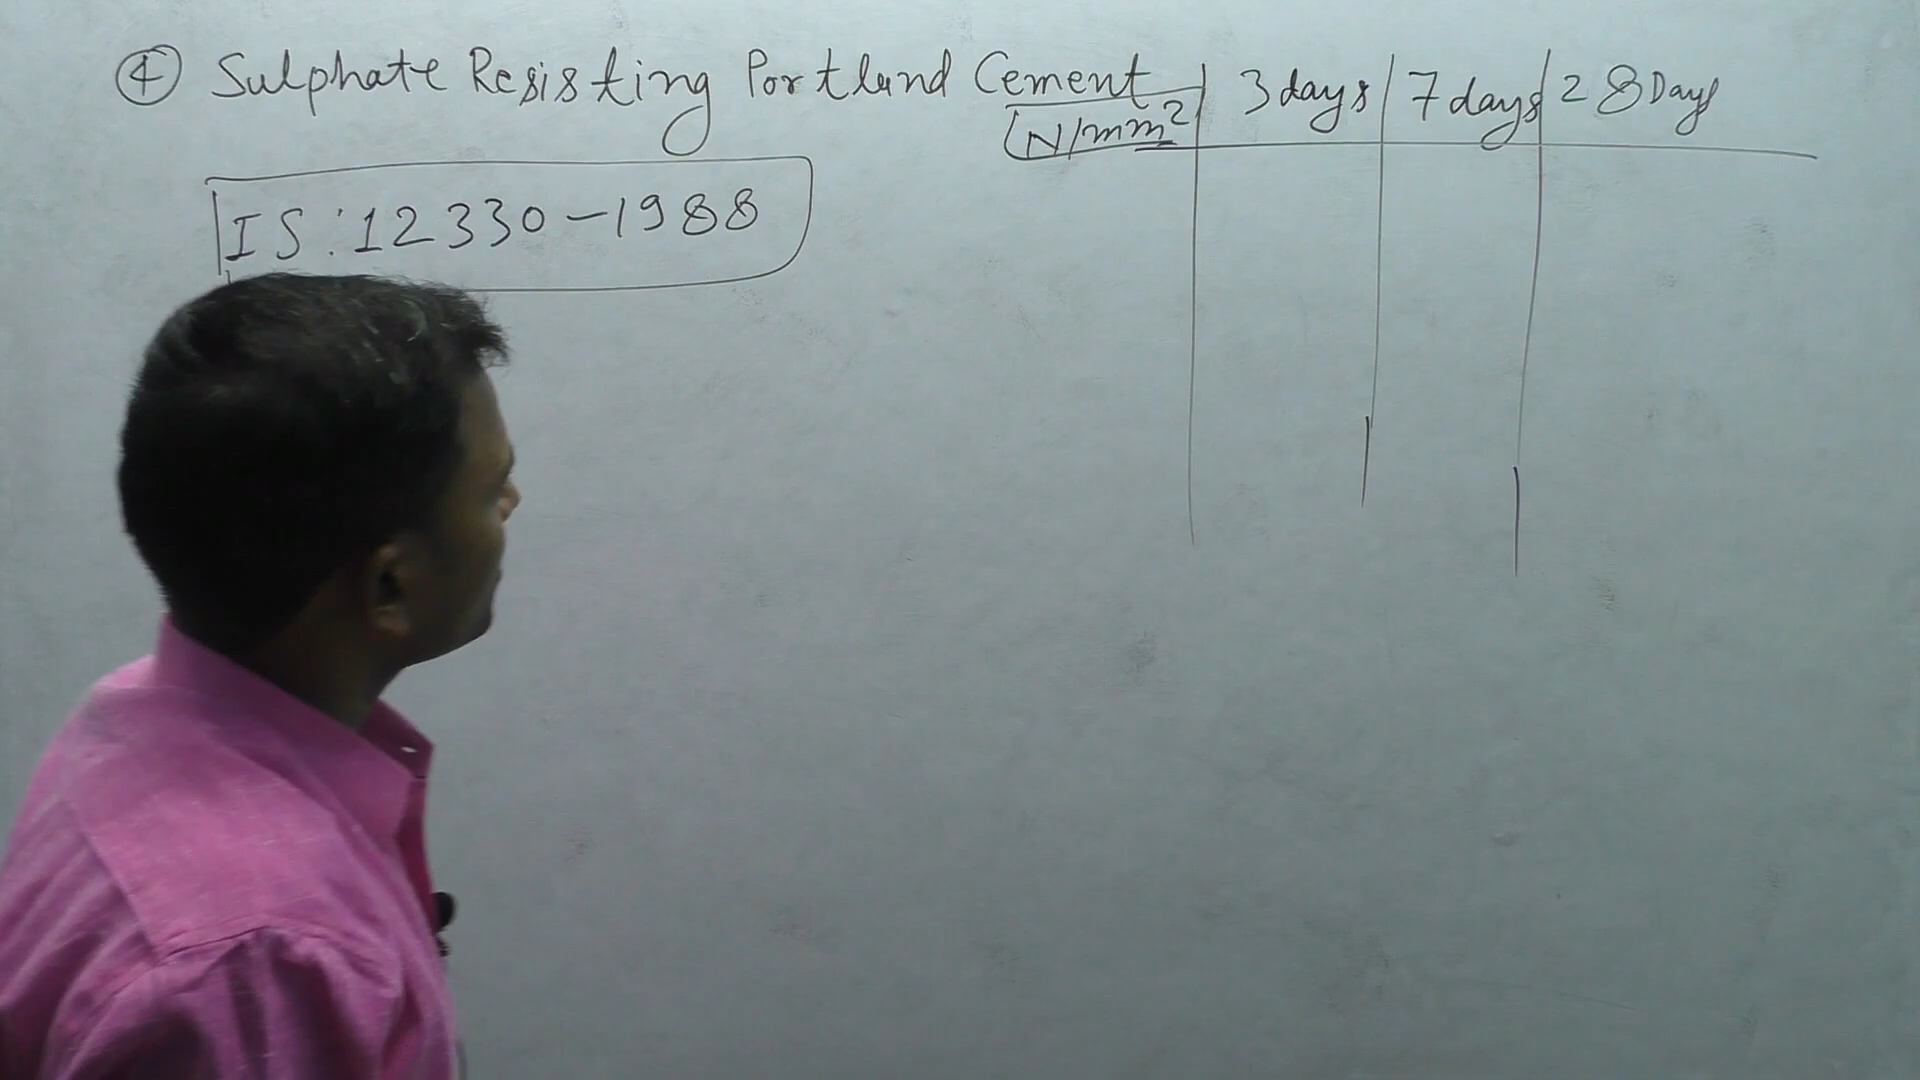 ④ Sulphate Resisting Portland Cement
(N/mm² 3 days 7 days 28 Days
IS:12330-1988